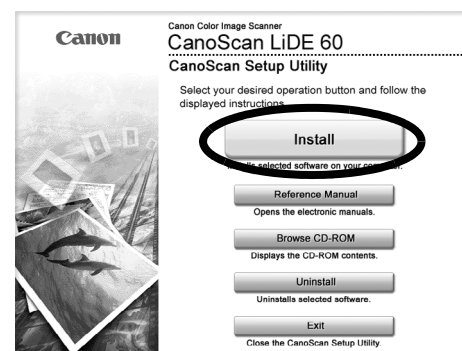 Canon
Canon Color Image Scanner
CanoScan LiDE 60
CanoScan Setup Utility
Select your desired operation button and follow the
displayed instructions
Install
selected software on your
Reference Manual
Opens the electronic manuals.
Browse CD-ROM
Displays the CD-ROM contents.
Uninstall
Uninstalls selected software.
Exit
Close the CanoScan Setup Utility.